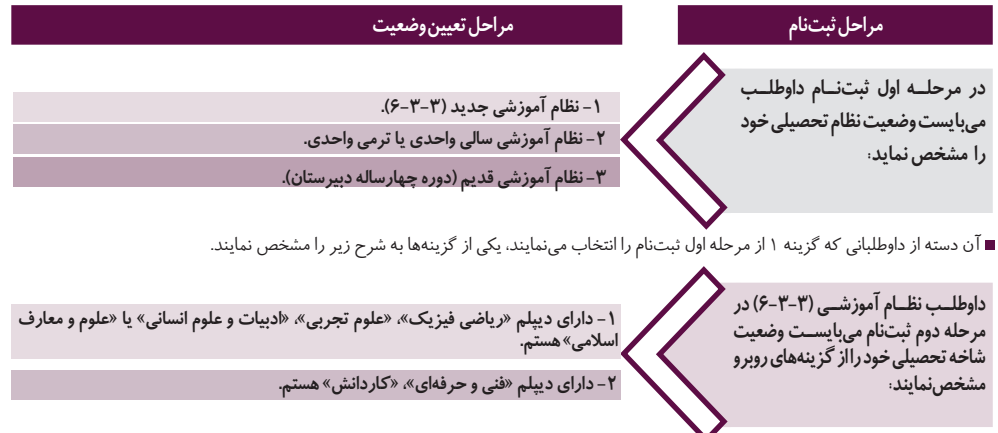 مراحل ثبت‌نام
مراحل تعیین وضعیت
در مرحلــه اول ثبت‌نــام داوطلــب
می‌بایست وضعیت نظام تحصیلی خود
را مشخص نماید:
۱- نظام آموزشی جدید (۳-۳-۶).
۲- نظام آموزشی سالی واحدی یا ترمی واحدی.
۳- نظام آموزشی قدیم (دوره چهارساله دبیرستان).
آن دسته از داوطلبانی که گزینه ۱ از مرحله اول ثبت‌نام را انتخاب می‌نمایند، یکی از گزینه‌ها به شرح زیر را مشخص نمایند.
داوطلــب نظــام آموزشــی (۳-۳-۶) در
مرحله دوم ثبت‌نام می‌بایســت وضعیت
شاخه تحصیلی خود را از گزینه‌های روبرو
مشخص‌نمایند:
۱- دارای دیپلم «ریاضی فیزیک»، «علوم تجربی»، «ادبیات و علوم انسانی» یا «علوم و معارف
اسلامی» هستم.
۲- دارای دیپلم «فنی و حرفه‌ای»، «کاردانش» هستم.